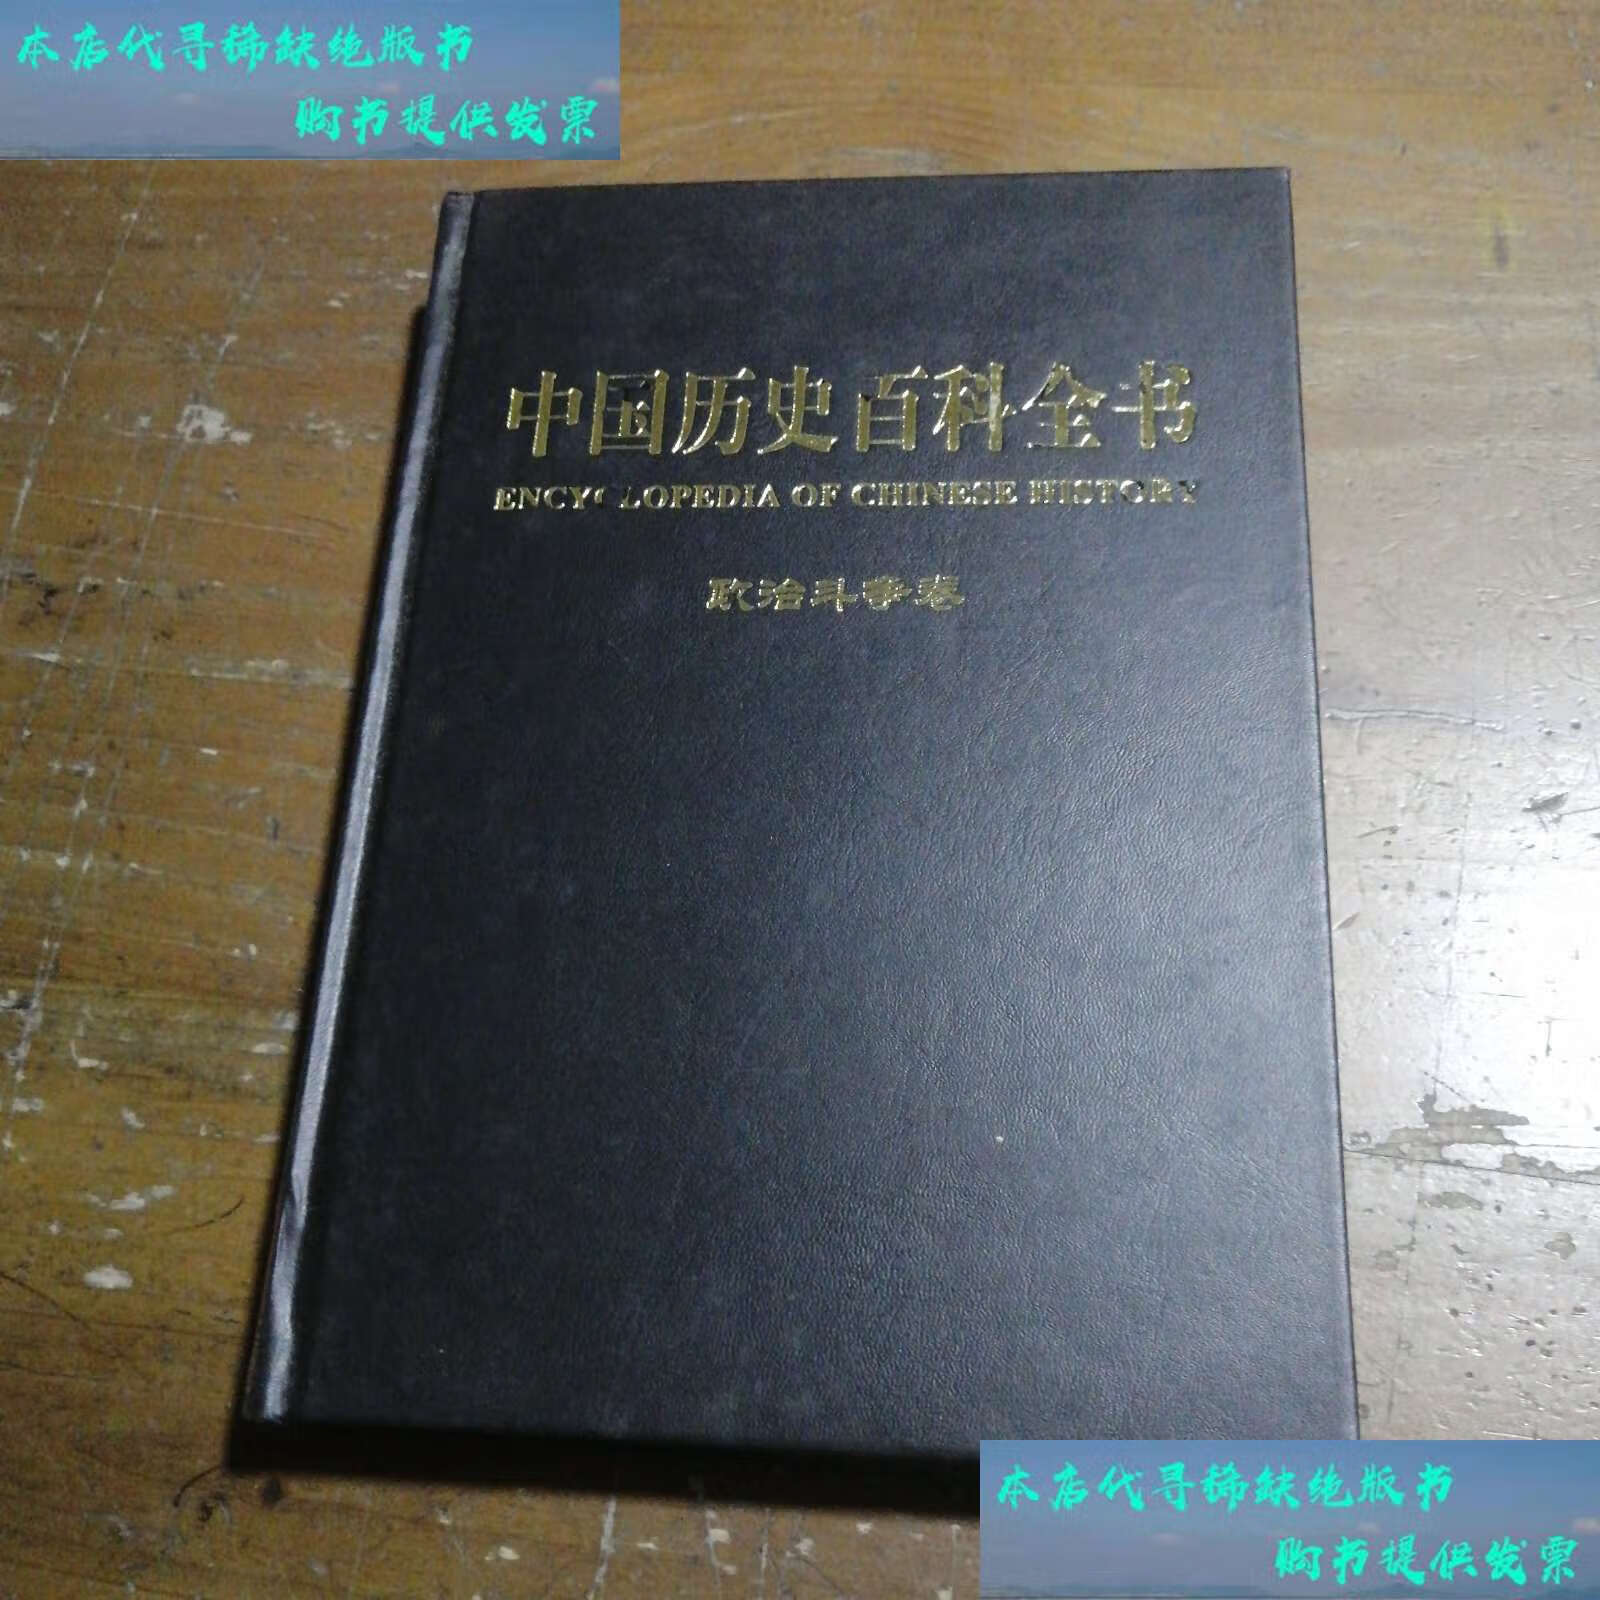 本店代寻稀缺绝版书
购书提供发票
中国历史百科全书
ENCYCLOPEDIA OF CHINESE HISTORY
政治斗争卷
本店代寻稀缺绝版书
购书提供发票